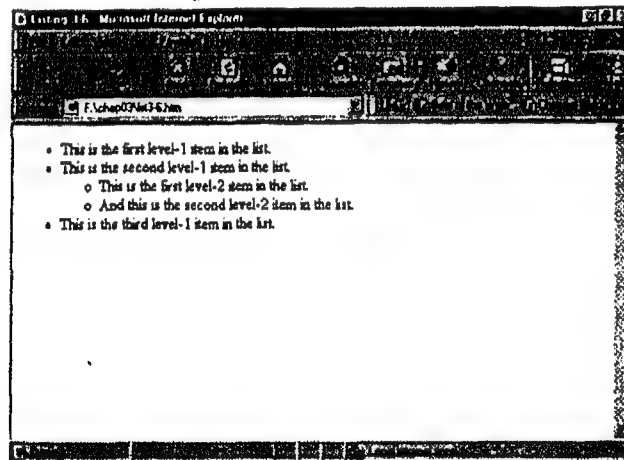 Listing 3.6 Microsoft Internet Explorer
F:\chap03\list3-6.htm
• This is the first level-1 item in the list.
• This is the second level-1 item in the list.
o This is the first level-2 item in the list.
o And this is the second level-2 item in the list.
• This is the third level-1 item in the list.